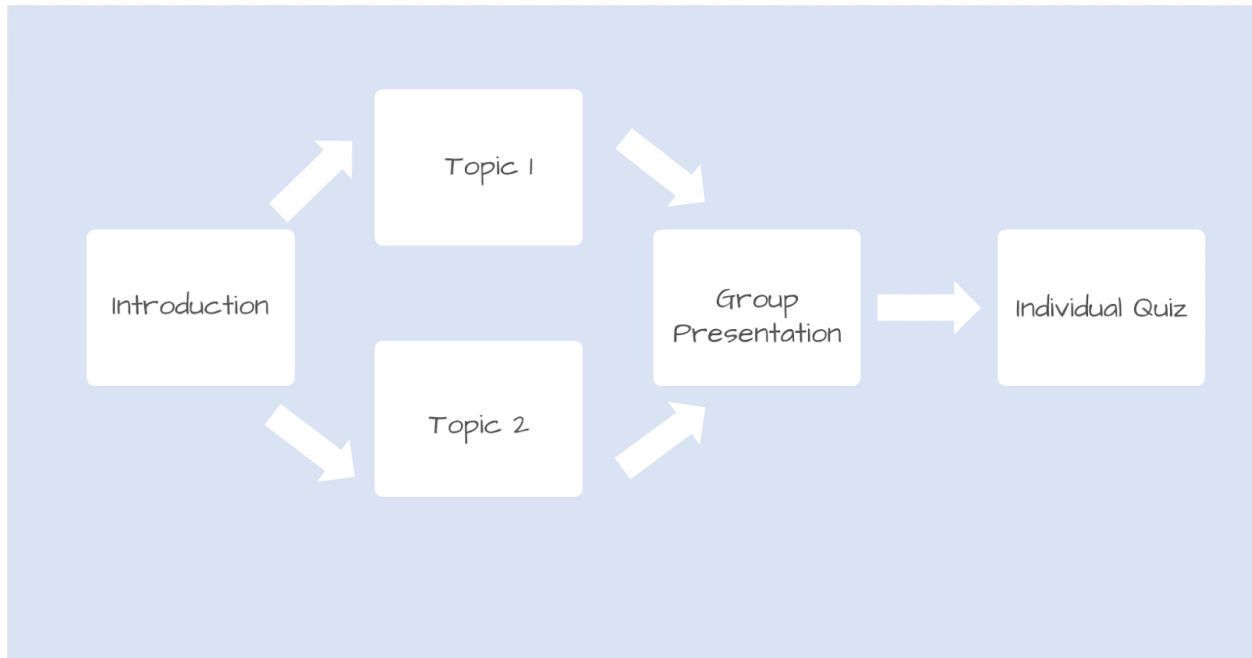 Introduction
Topic 1
Topic 2
Group
Presentation
Individual Quiz